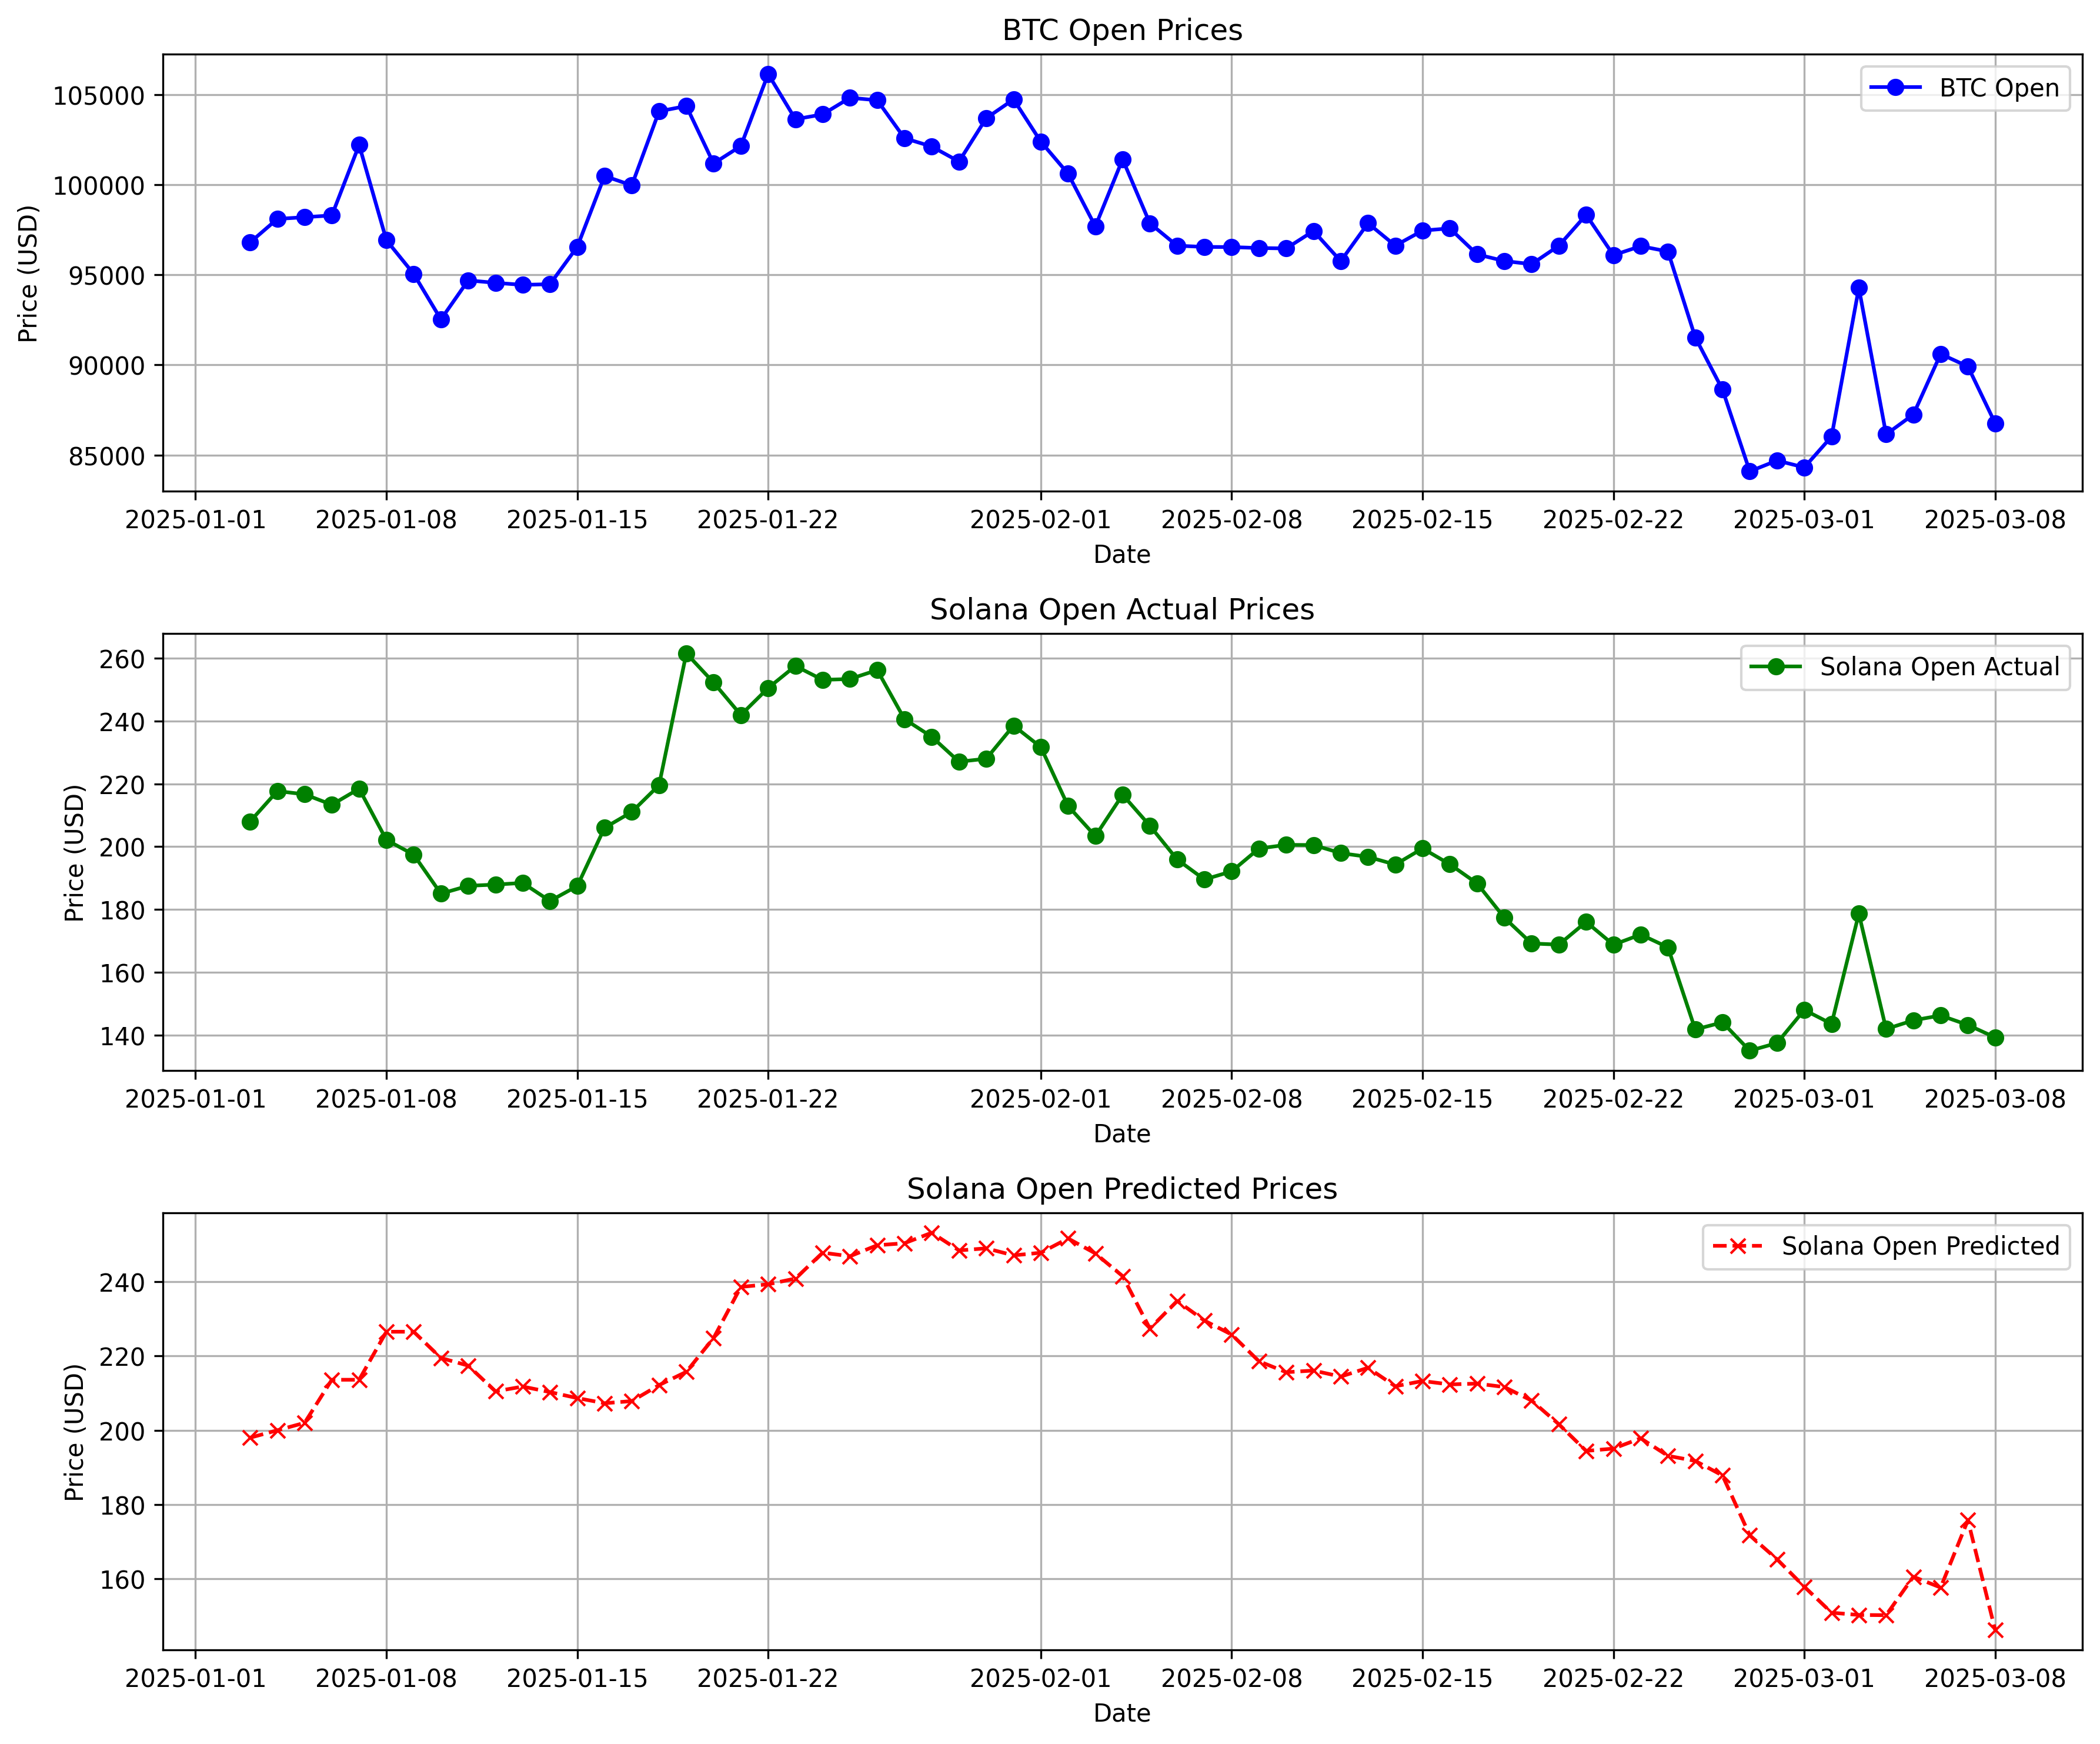 BTC Open Prices
BTC Open
105000
100000
95000
90000
85000
Price (USD)
2025-01-01 2025-01-08 2025-01-15 2025-01-22 2025-02-01 2025-02-08 2025-02-15 2025-02-22 2025-03-01 2025-03-08
Date
Solana Open Actual Prices
Solana Open Actual
260
240
220
200
180
160
140
Price (USD)
2025-01-01 2025-01-08 2025-01-15 2025-01-22 2025-02-01 2025-02-08 2025-02-15 2025-02-22 2025-03-01 2025-03-08
Date
Solana Open Predicted Prices
Solana Open Predicted
240
220
200
180
160
Price (USD)
2025-01-01 2025-01-08 2025-01-15 2025-01-22 2025-02-01 2025-02-08 2025-02-15 2025-02-22 2025-03-01 2025-03-08
Date